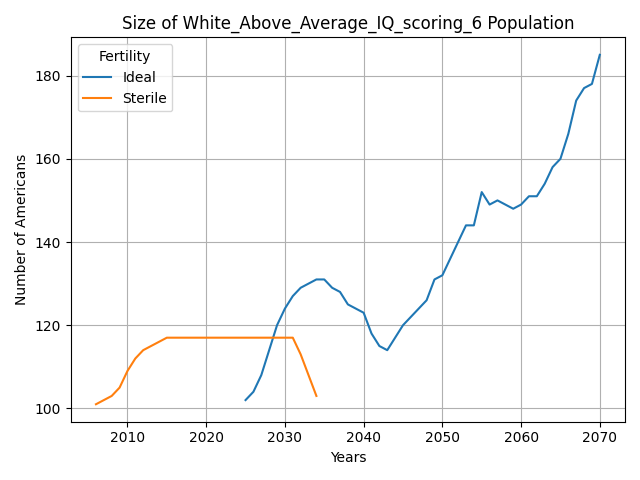 Size of White_Above_Average_IQ_scoring_6 Population
Fertility
Ideal
Sterile
180
160
140
120
100
Number of Americans
2010
2020
2030
2040
2050
2060
2070
Years